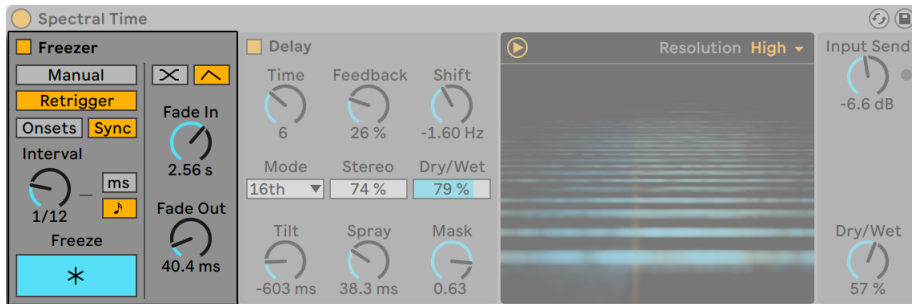 Spectral Time
Freezer
Manual
Retrigger
Onsets Sync
Interval
1/12
ms
Freeze
Fade In
2.56 s
Fade Out
40.4 ms
Delay
Time Feedback Shift
6 26 % -1.60 Hz
Mode Stereo Dry/Wet
16th 74 % 79 %
Tilt Spray Mask
-603 ms 38.3 ms 0.63
Resolution High
Input Send
-6.6 dB
Dry/Wet
57 %